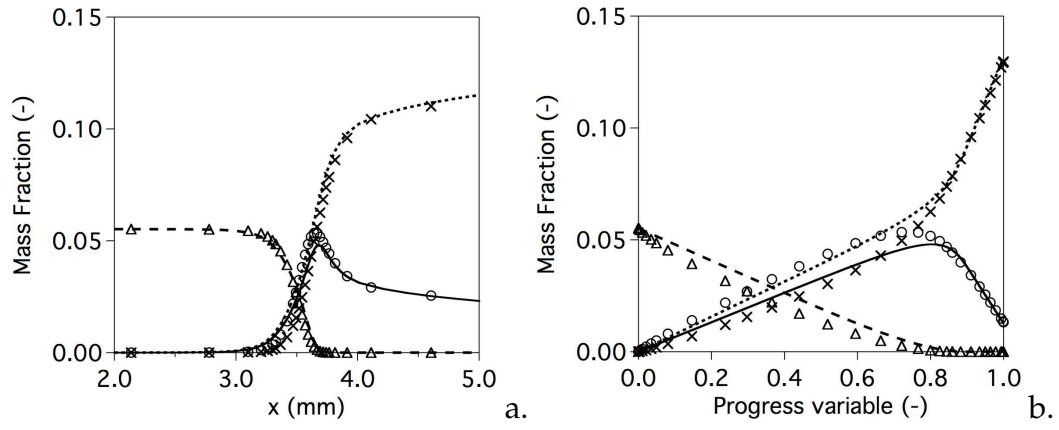 0.15
0.10
0.05
0.00
Mass Fraction (-)
2.0 3.0 4.0 5.0
x (mm)
a.
0.15
0.10
0.05
0.00
Mass Fraction (-)
0.0 0.2 0.4 0.6 0.8 1.0
Progress variable (-)
b.